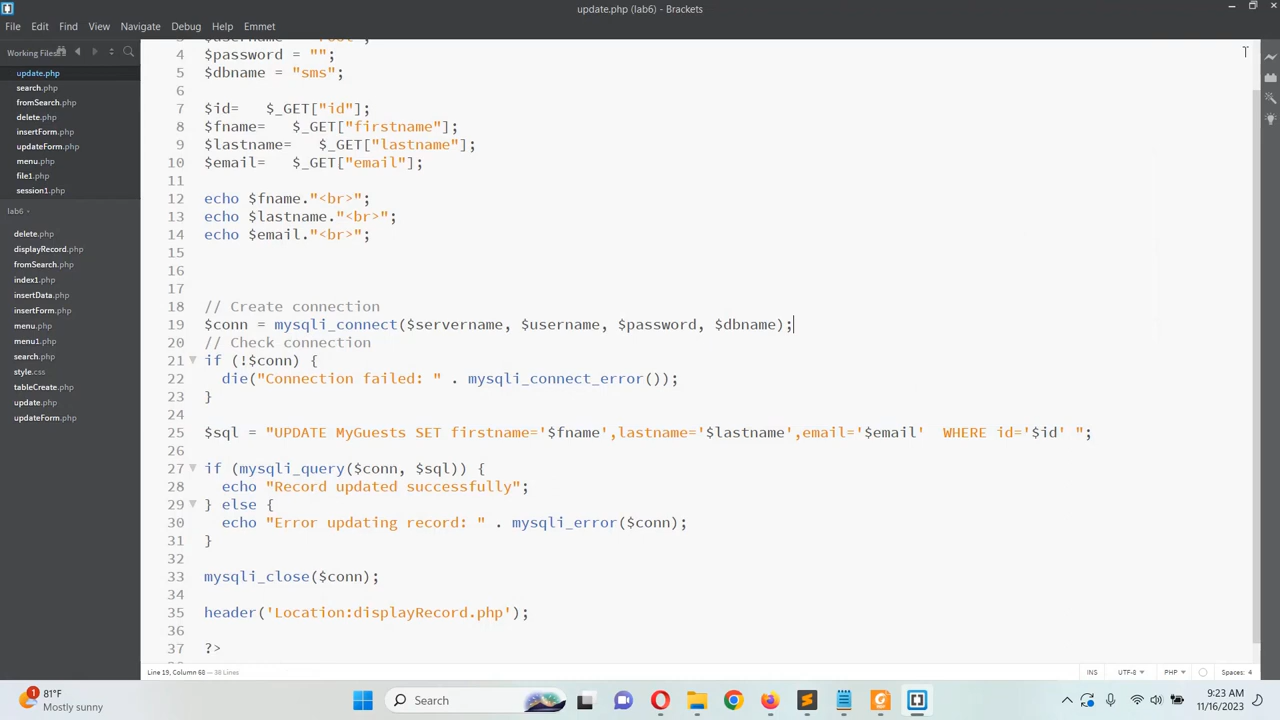 update.php (lab6) - Brackets
File Edit Find View Navigate Debug Help Emmet
Working Files
update.php
search.php
fromSearch.php
delete.php
insertForm.php
updateForm.php
menu.php
file1.php
session1.php
lab6
delete.php
displayRecord.php
fromSearch.php
index1.php
insertData.php
insertForm.php
menu.php
menu1.php
search.php
style.css
tableCreate.php
update.php
updateForm.php
4 $password = "";
5 $dbname = "sms";
6
7 $id=   $_GET["id"];
8 $fname=   $_GET["firstname"];
9 $lastname=   $_GET["lastname"];
10 $email=   $_GET["email"];
11
12 echo $fname."<br>";
13 echo $lastname."<br>";
14 echo $email."<br>";
15
16
17
18 // Create connection
19 $conn = mysqli_connect($servername, $username, $password, $dbname);
20 // Check connection
21 if (!$conn) {
22   die("Connection failed: " . mysqli_connect_error());
23 }
24
25 $sql = "UPDATE MyGuests SET firstname='$fname',lastname='$lastname',email='$email'  WHERE id='$id' ";
26
27 if (mysqli_query($conn, $sql)) {
28   echo "Record updated successfully";
29 } else {
30   echo "Error updating record: " . mysqli_error($conn);
31 }
32
33 mysqli_close($conn);
34
35 header('Location:displayRecord.php');
36
37 ?>
Line 19, Column 68 — 38 Lines
INS UTF-8 PHP Spaces: 4
81°F
Mostly sunny
Search
9:23 AM
11/16/2023